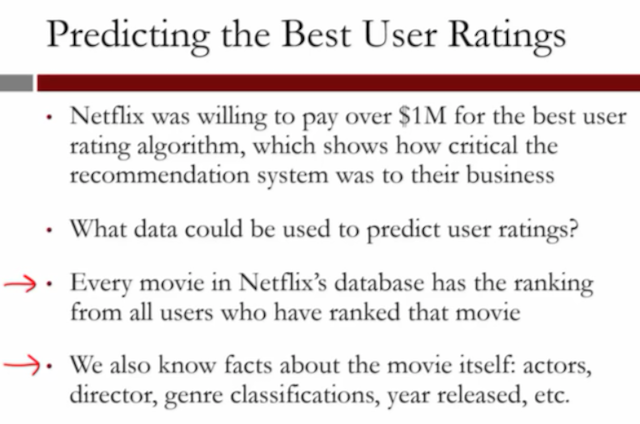 Predicting the Best User Ratings
• Netflix was willing to pay over $1M for the best user
rating algorithm, which shows how critical the
recommendation system was to their business
• What data could be used to predict user ratings?
• Every movie in Netflix's database has the ranking
from all users who have ranked that movie
• We also know facts about the movie itself: actors,
director, genre classifications, year released, etc.